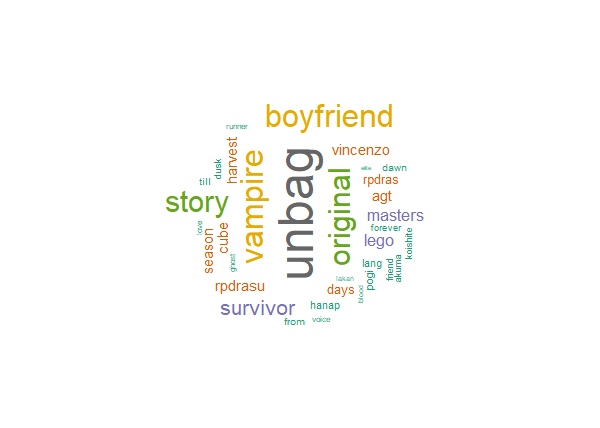 boyfriend
runner
vincenzo
dusk
harvest
vampire
unbag
original
elite
dawn
till
rpdras
agt
story
masters
love
season
cube
forever
lego
koishite
ghost
lang
friend
akuma
pogi
lakan
rpdrasu
days
blood
survivor
hanap
from
voice